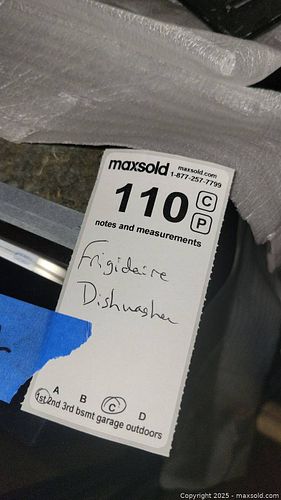 maxsold maxsold.com
1-877-257-7799
110 C
P
notes and measurements
Frigidaire
Dishwasher
A B C D
1st 2nd 3rd bsmt garage outdoors
Copyright 2025 - Maxsold.com